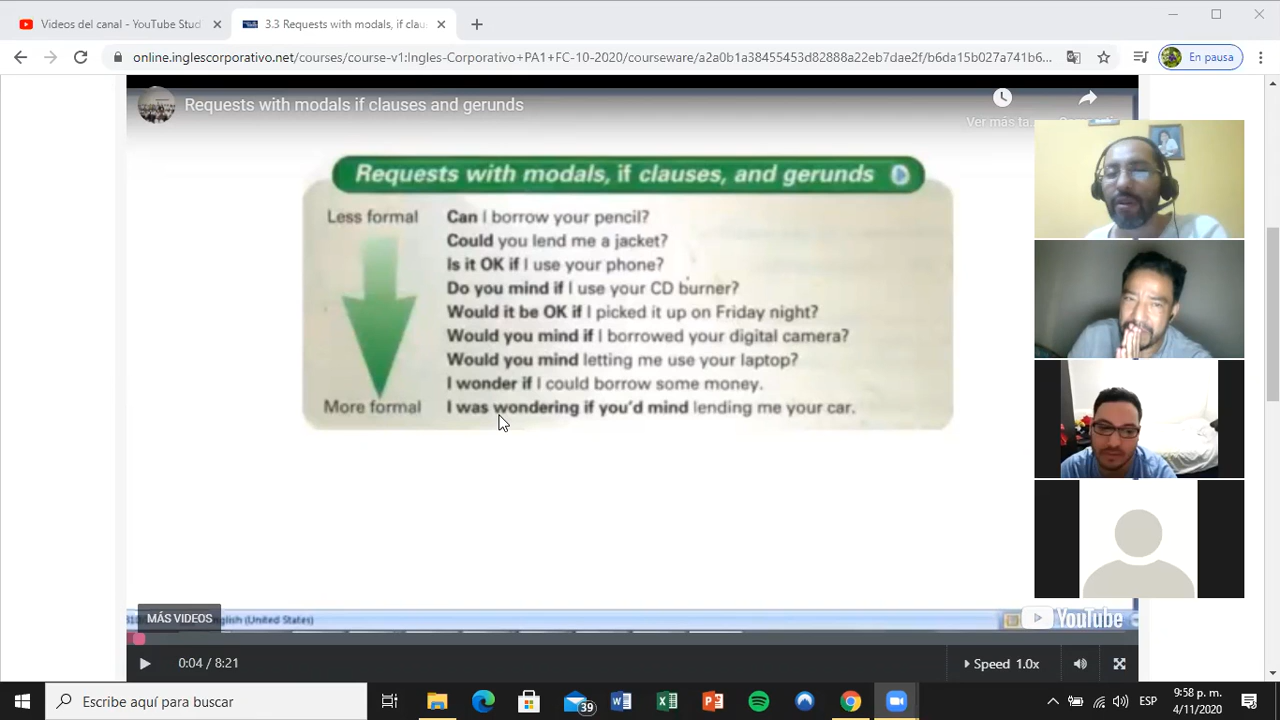 Videos del canal - YouTube Stud
3.3 Requests with modals, if clau
online.inglescorporativo.net/courses/course-v1:Ingles-Corporativo+PA1+FC-10-2020/courseware/a2a0b1a38455453d82888a22eb7dae2f/b6da15b027a741b6...
En pausa
Requests with modals if clauses and gerunds
Ver más ta...
Requests with modals, if clauses, and gerunds
Less formal
Can I borrow your pencil?
Could you lend me a jacket?
Is it OK if I use your phone?
Do you mind if I use your CD burner?
Would it be OK if I picked it up on Friday night?
Would you mind if I borrowed your digital camera?
Would you mind letting me use your laptop?
I wonder if I could borrow some money.
More formal
I was wondering if you'd mind lending me your car.
MÁS VIDEOS
glish (United States)
YouTube
0:04 / 8:21
Speed 1.0x
Escribe aquí para buscar
39
ESP
9:58 p. m.
4/11/2020